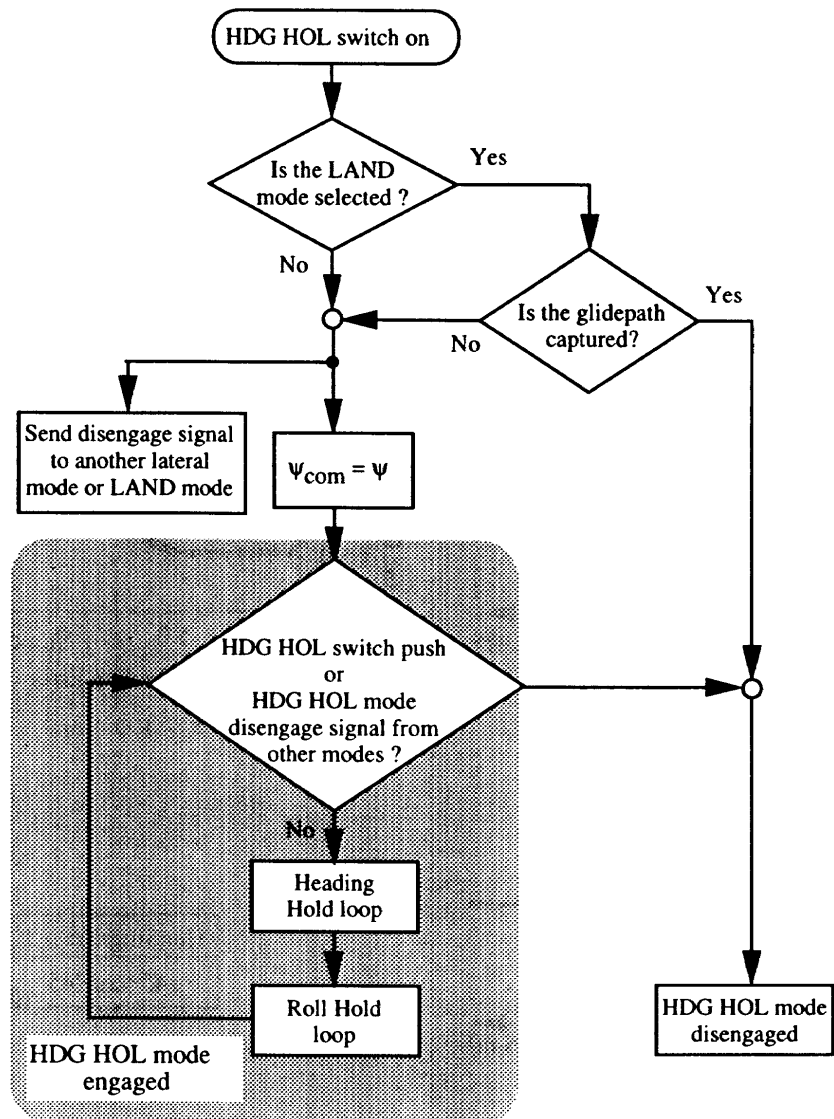 HDG HOL switch on
Is the LAND
mode selected ?
Yes
No
Is the glidepath
captured?
Yes
No
Send disengage signal
to another lateral
mode or LAND mode
Ψcom = Ψ
HDG HOL switch push
or
HDG HOL mode
disengage signal from
other modes ?
No
Heading
Hold loop
Roll Hold
loop
HDG HOL mode
engaged
HDG HOL mode
disengaged